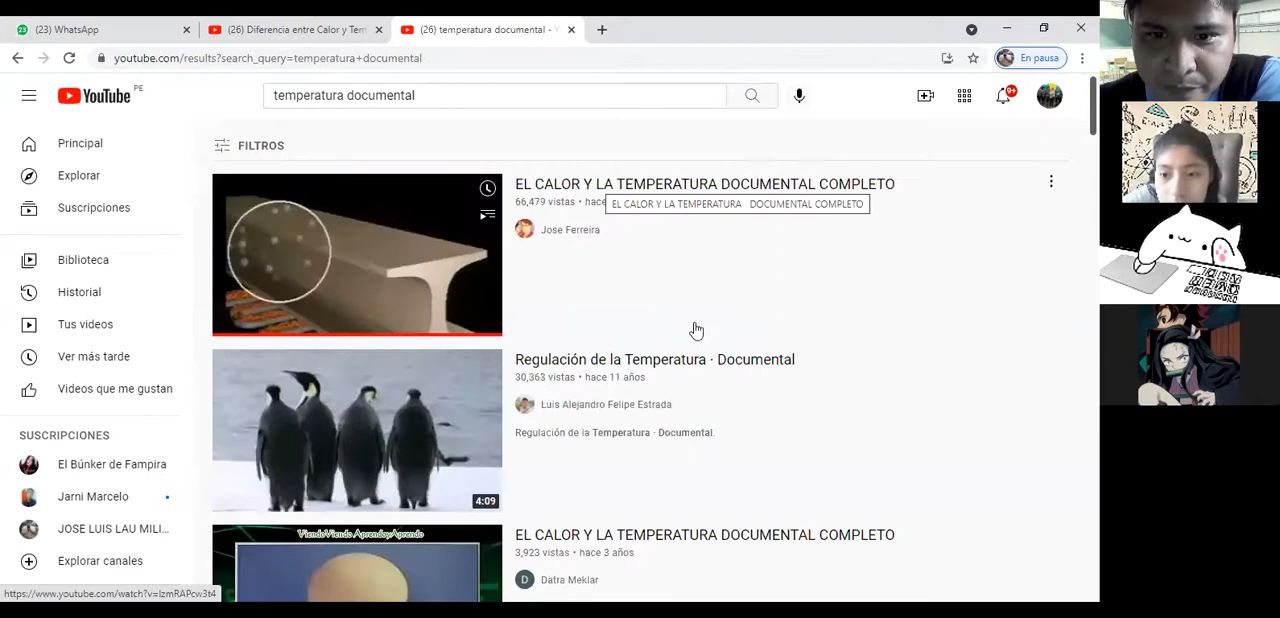 (23) WhatsApp
(26) Diferencia entre Calor y Tem
(26) temperatura documental - Y
youtube.com/results?search_query=temperatura+documental
En pausa
YouTube PE
temperatura documental
9+
Principal
Explorar
Suscripciones
Biblioteca
Historial
Tus videos
Ver más tarde
Videos que me gustan
SUSCRIPCIONES
El Búnker de Fampira
Jarni Marcelo
JOSE LUIS LAU MILI...
Explorar canales
https://www.youtube.com/watch?v=IzmRAPcw3t4
FILTROS
EL CALOR Y LA TEMPERATURA DOCUMENTAL COMPLETO
66,479 vistas • hace
EL CALOR Y LA TEMPERATURA DOCUMENTAL COMPLETO
Jose Ferreira
4:09
Regulación de la Temperatura · Documental
30,363 vistas • hace 11 años
Luis Alejandro Felipe Estrada
Regulación de la Temperatura · Documental.
ViendoViendo AprendoyAprendo
EL CALOR Y LA TEMPERATURA DOCUMENTAL COMPLETO
3,923 vistas • hace 3 años
D Datra Mekiar